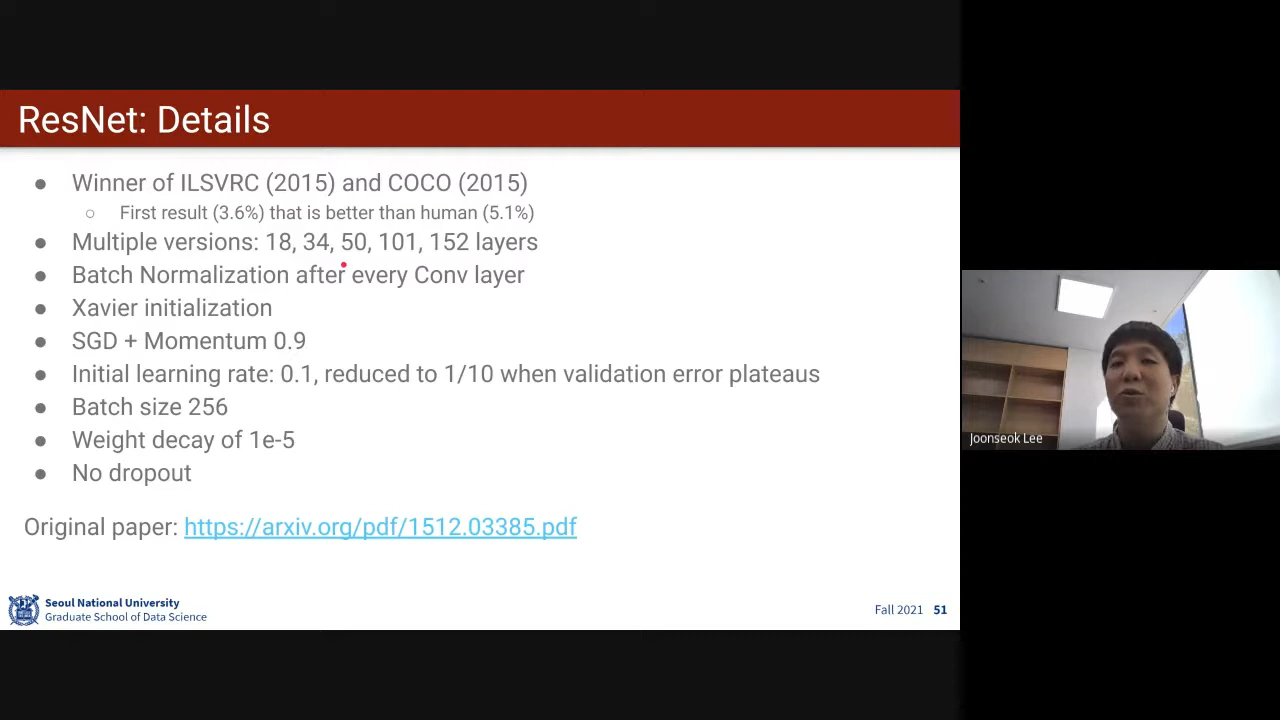 ResNet: Details
● Winner of ILSVRC (2015) and COCO (2015)
○ First result (3.6%) that is better than human (5.1%)
● Multiple versions: 18, 34, 50, 101, 152 layers
● Batch Normalization after every Conv layer
● Xavier initialization
● SGD + Momentum 0.9
● Initial learning rate: 0.1, reduced to 1/10 when validation error plateaus
● Batch size 256
● Weight decay of 1e-5
● No dropout
Original paper: https://arxiv.org/pdf/1512.03385.pdf
Seoul National University
Graduate School of Data Science
Fall 2021 51
Joonseok Lee